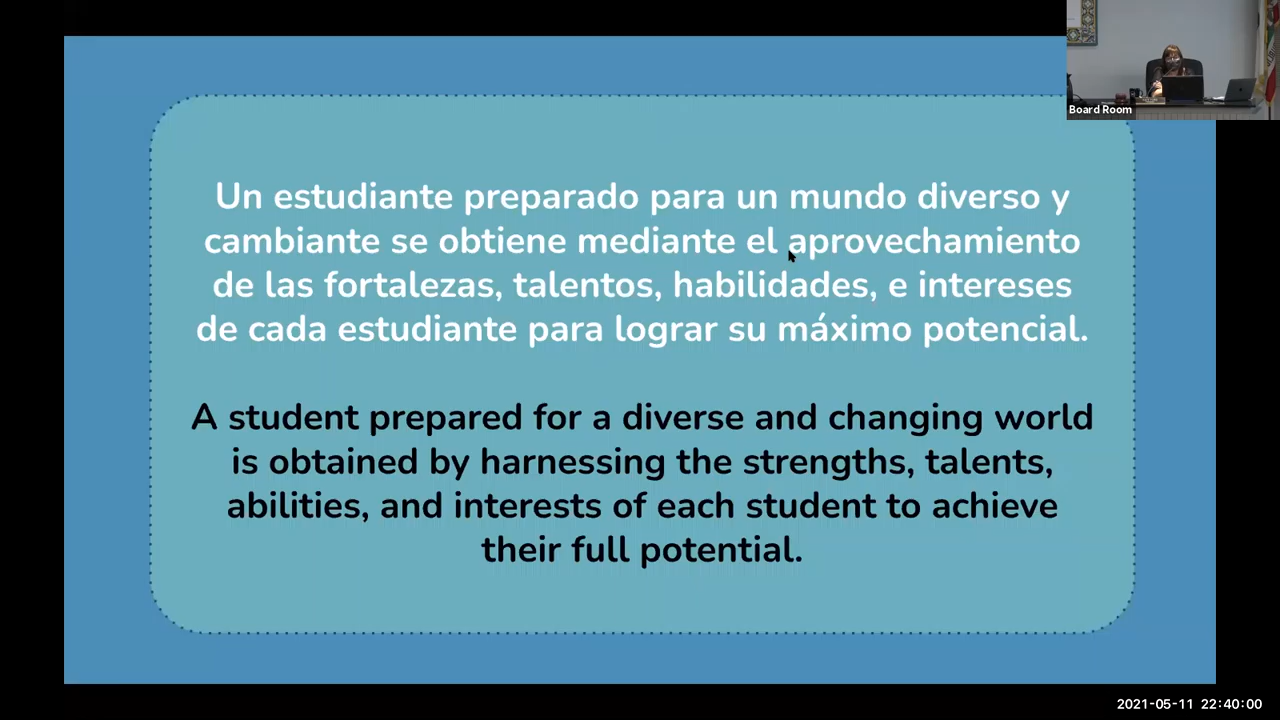 Board Room
Un estudiante preparado para un mundo diverso y
cambiante se obtiene mediante el aprovechamiento
de las fortalezas, talentos, habilidades, e intereses
de cada estudiante para lograr su máximo potencial.
A student prepared for a diverse and changing world
is obtained by harnessing the strengths, talents,
abilities, and interests of each student to achieve
their full potential.
2021-05-11 22:40:00